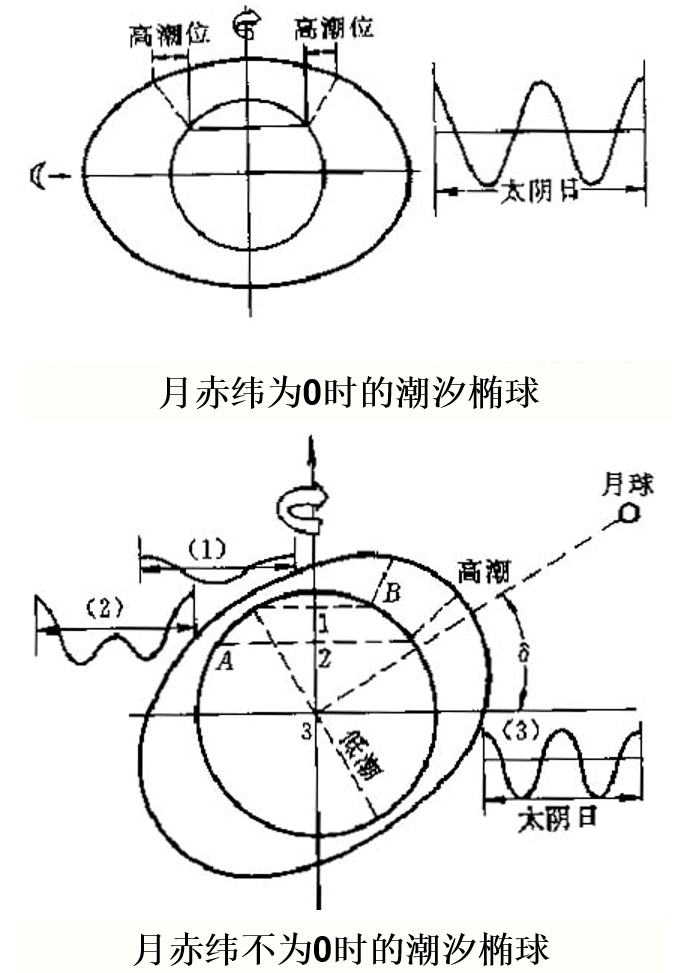 高潮位 高潮位
太阴日
月赤纬为0时的潮汐椭球
月球
(1)
高潮
(2)
B
1
A
2
δ
3
低潮
(3)
太阴日
月赤纬不为0时的潮汐椭球